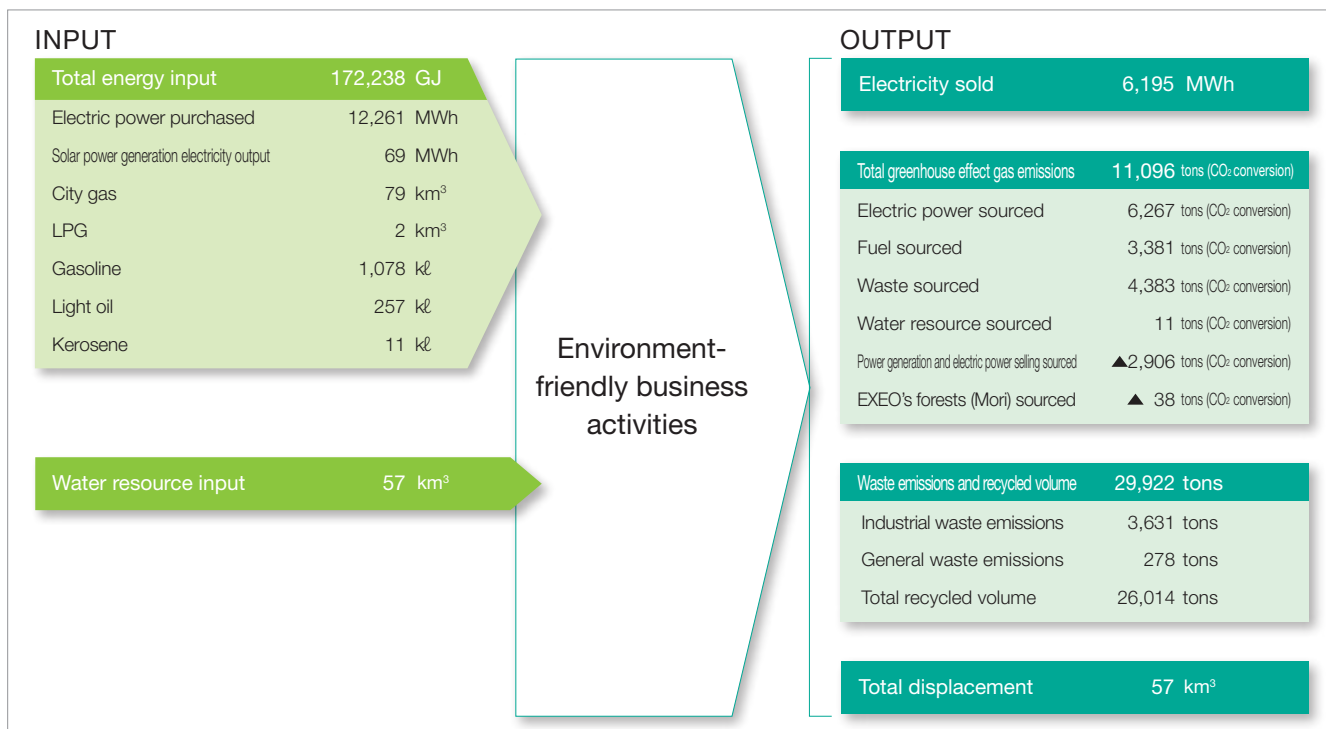 INPUT
Total energy input 172,238 GJ
Electric power purchased 12,261 MWh
Solar power generation electricity output 69 MWh
City gas 79 km³
LPG 2 km³
Gasoline 1,078 kℓ
Light oil 257 kℓ
Kerosene 11 kℓ
Water resource input 57 km³
Environment-
friendly business
activities
OUTPUT
Electricity sold 6,195 MWh
Total greenhouse effect gas emissions 11,096 tons (CO₂ conversion)
Electric power sourced 6,267 tons (CO₂ conversion)
Fuel sourced 3,381 tons (CO₂ conversion)
Waste sourced 4,383 tons (CO₂ conversion)
Water resource sourced 11 tons (CO₂ conversion)
Power generation and electric power selling sourced ▲2,906 tons (CO₂ conversion)
EXEO's forests (Mori) sourced ▲ 38 tons (CO₂ conversion)
Waste emissions and recycled volume 29,922 tons
Industrial waste emissions 3,631 tons
General waste emissions 278 tons
Total recycled volume 26,014 tons
Total displacement 57 km³